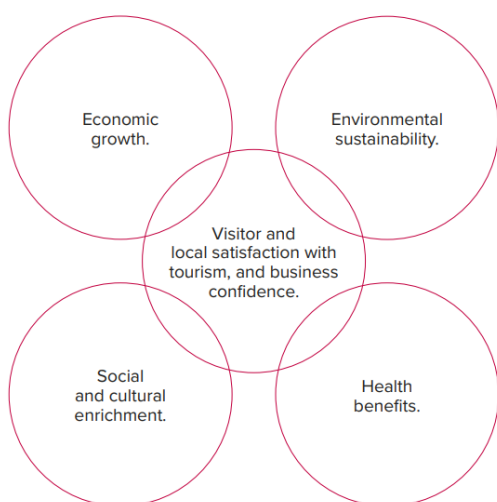 Economic
growth.
Environmental
sustainability.
Visitor and
local satisfaction with
tourism, and business
confidence.
Social
and cultural
enrichment.
Health
benefits.